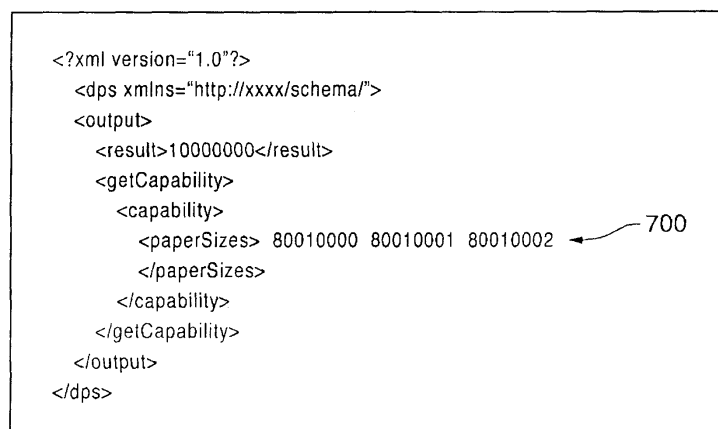 <?xml version="1.0"?>
<dps xmlns="http://xxxx/schema/">
<output>
<result>10000000</result>
<getCapability>
<capability>
<paperSizes> 80010000 80010001 80010002 700
</paperSizes>
</capability>
</getCapability>
</output>
</dps>